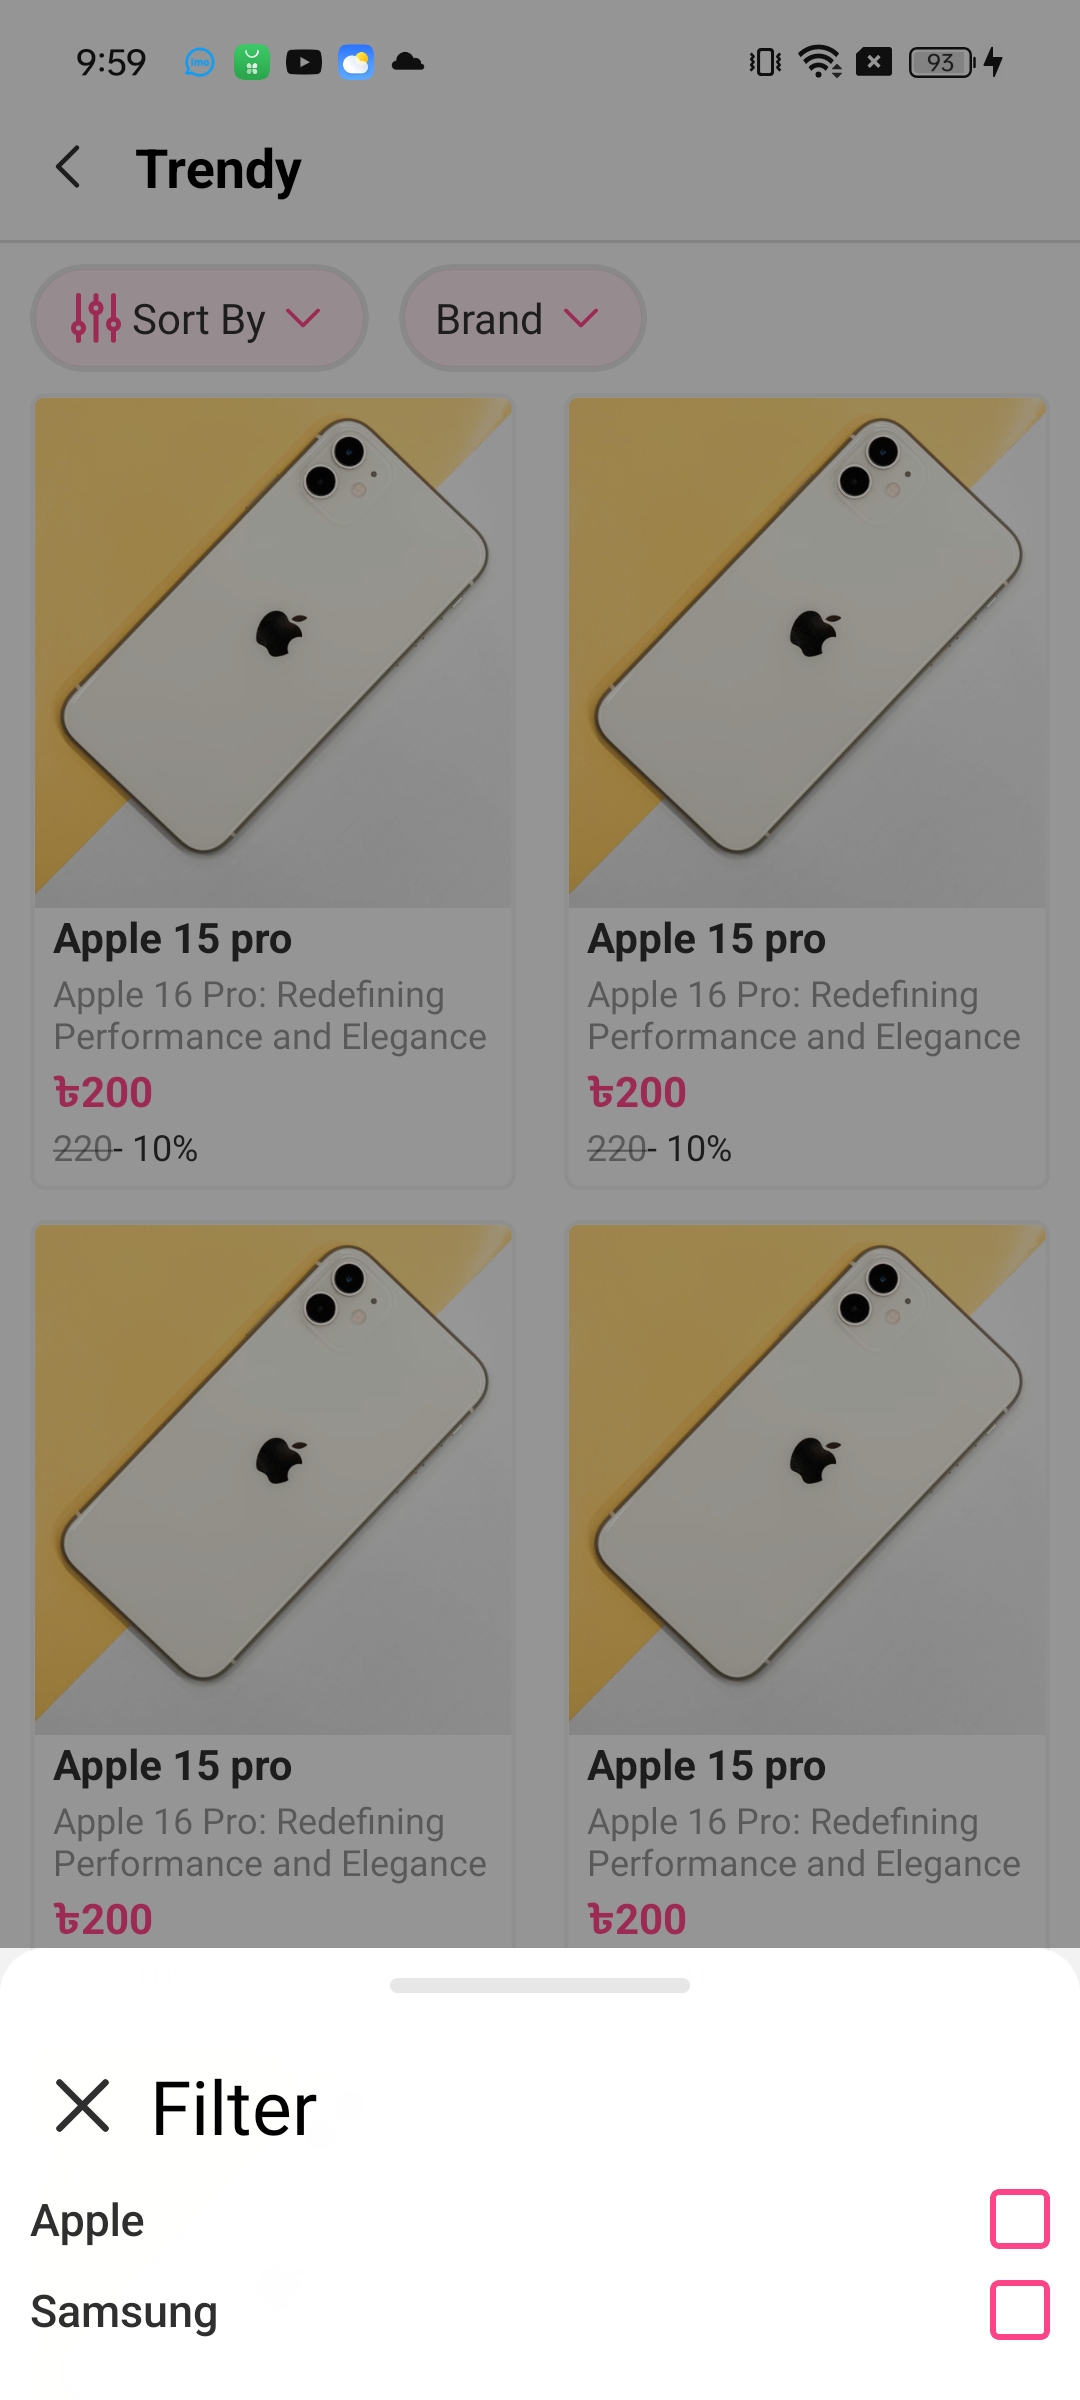 9:59
imo
93
Trendy
Sort By
Brand
Apple 15 pro
Apple 16 Pro: Redefining
Performance and Elegance
৳200
220- 10%
Apple 15 pro
Apple 16 Pro: Redefining
Performance and Elegance
৳200
220- 10%
Apple 15 pro
Apple 16 Pro: Redefining
Performance and Elegance
৳200
Apple 15 pro
Apple 16 Pro: Redefining
Performance and Elegance
৳200
Filter
Apple
Samsung